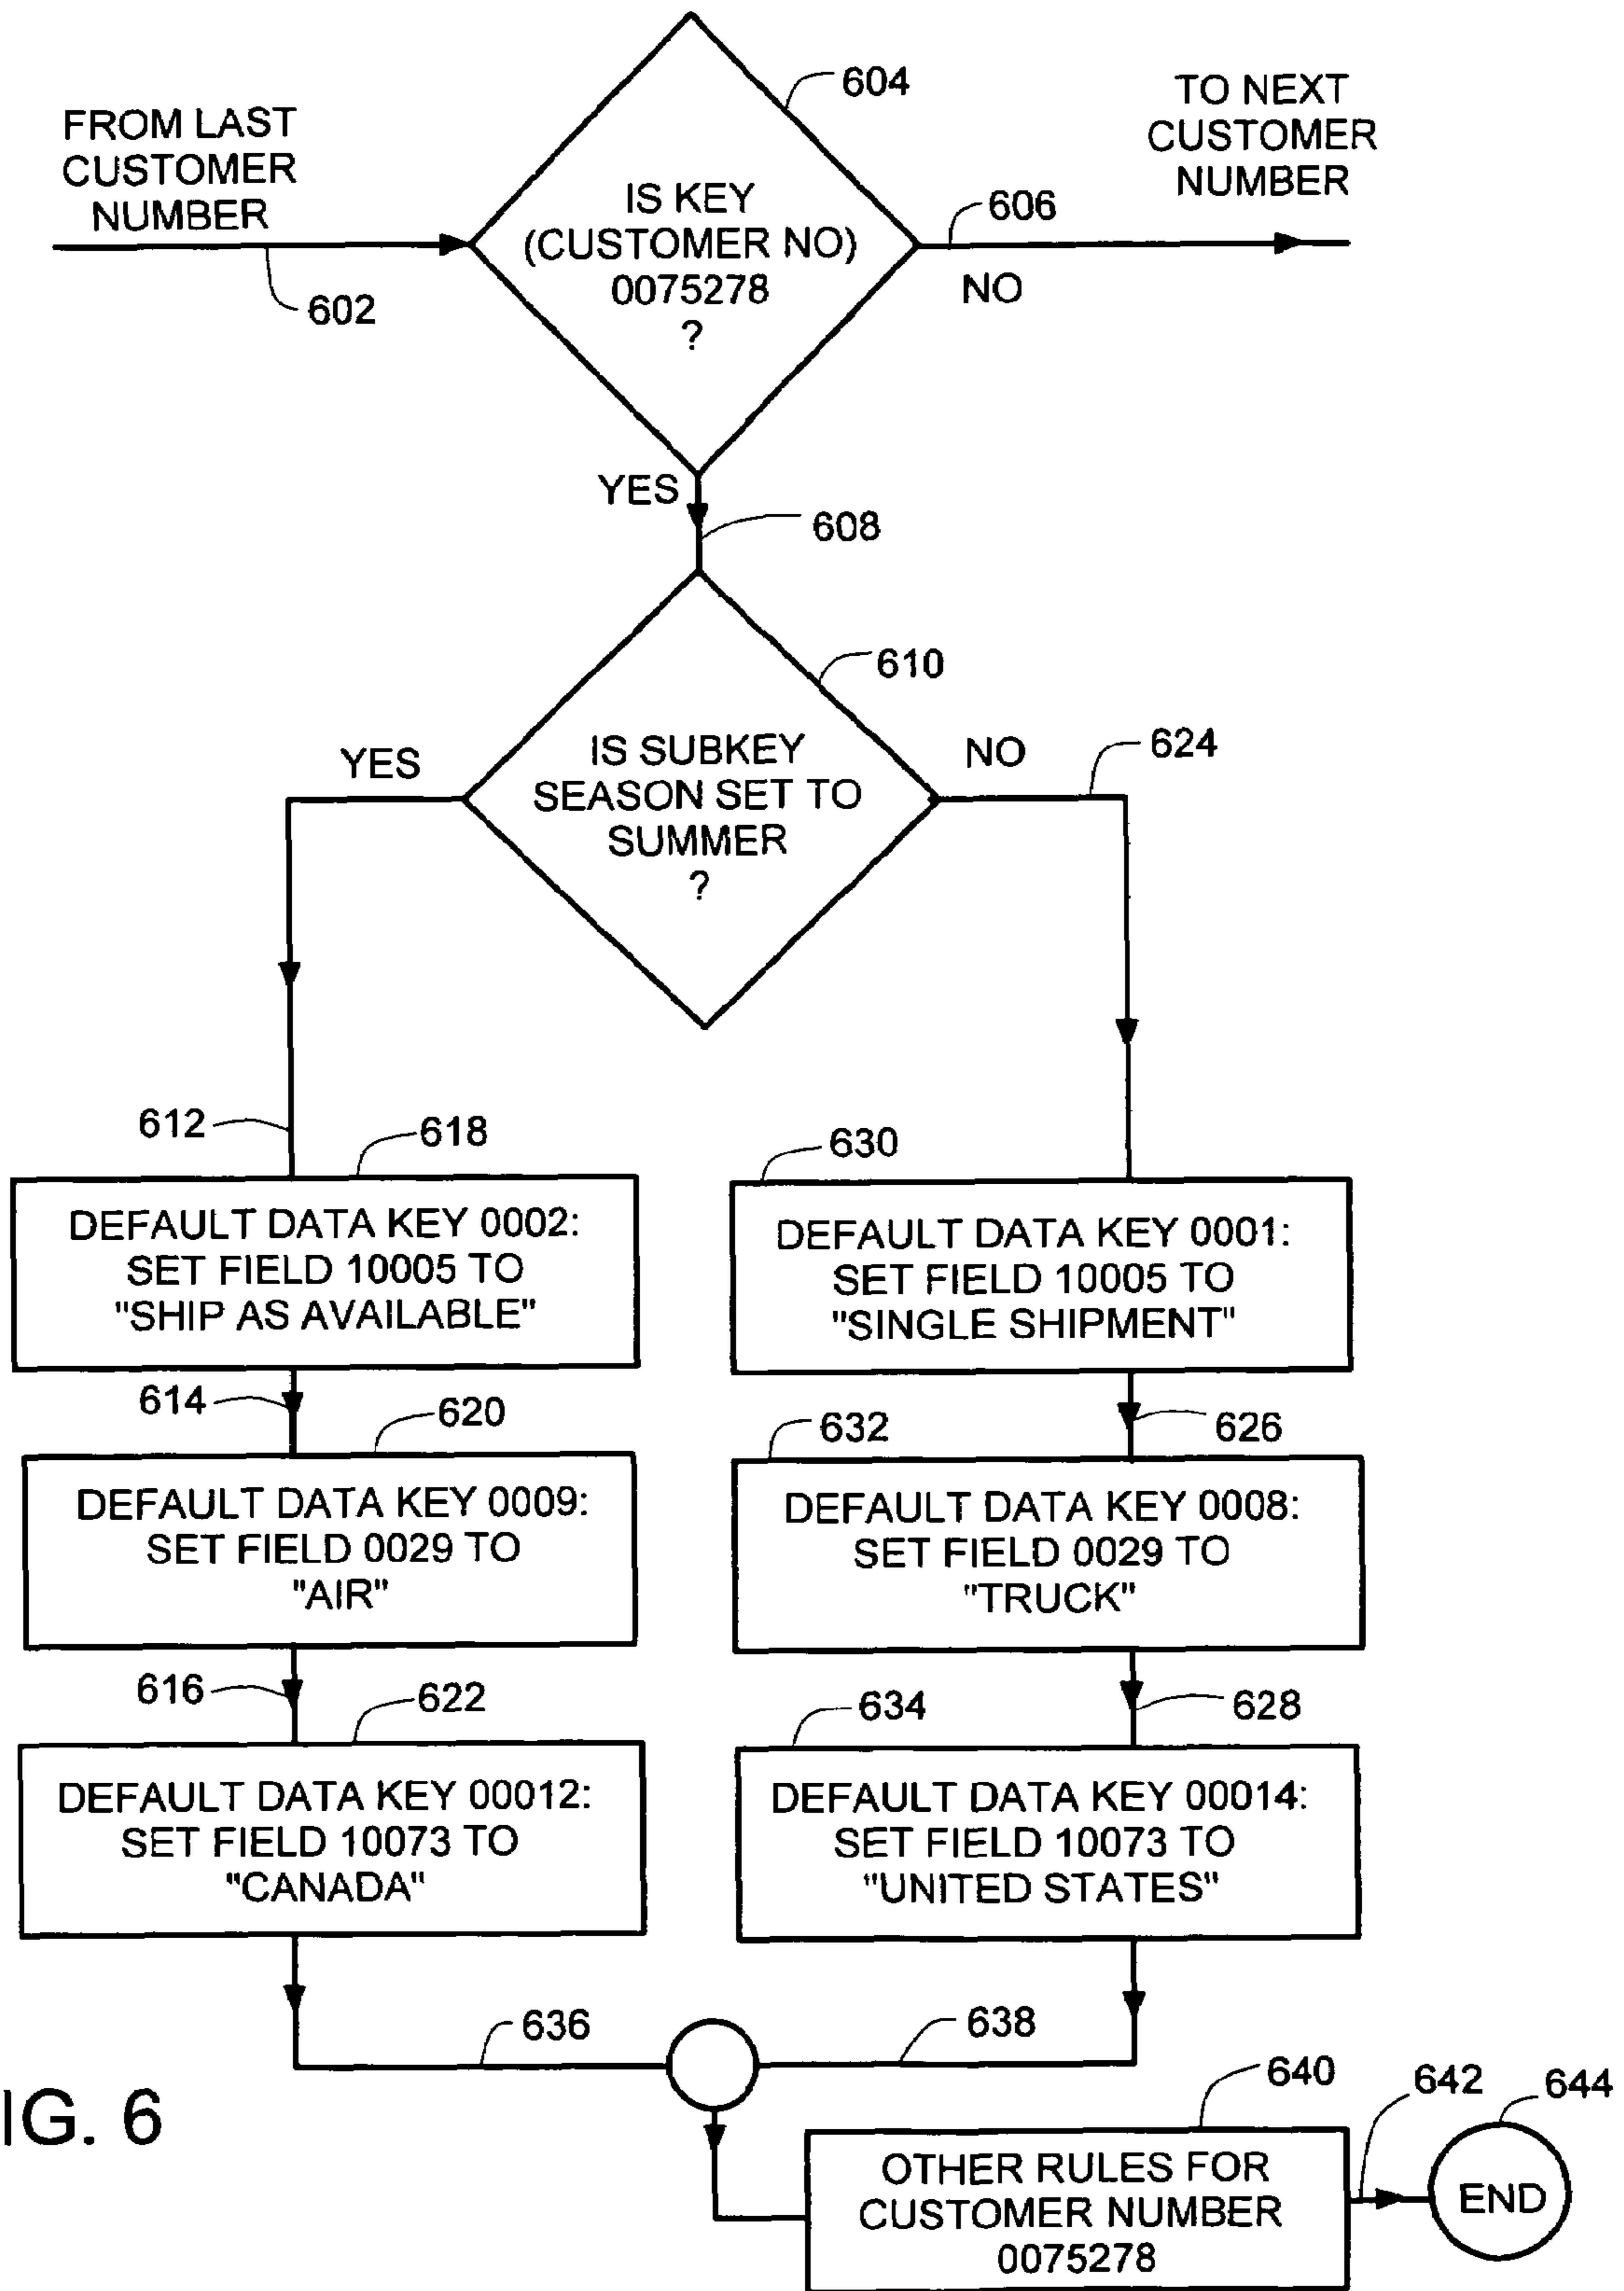 604
FROM LAST
CUSTOMER
NUMBER
TO NEXT
CUSTOMER
NUMBER
IS KEY
(CUSTOMER NO)
0075278
?
606
NO
602
YES
608
610
IS SUBKEY
SEASON SET TO
SUMMER
?
YES
NO
624
612
618
630
DEFAULT DATA KEY 0002:
SET FIELD 10005 TO
"SHIP AS AVAILABLE"
DEFAULT DATA KEY 0001:
SET FIELD 10005 TO
"SINGLE SHIPMENT"
614
620
632
626
DEFAULT DATA KEY 0009:
SET FIELD 0029 TO
"AIR"
DEFAULT DATA KEY 0008:
SET FIELD 0029 TO
"TRUCK"
616
622
634
628
DEFAULT DATA KEY 00012:
SET FIELD 10073 TO
"CANADA"
DEFAULT DATA KEY 00014:
SET FIELD 10073 TO
"UNITED STATES"
636
638
640
642
644
IG. 6
OTHER RULES FOR
CUSTOMER NUMBER
0075278
END